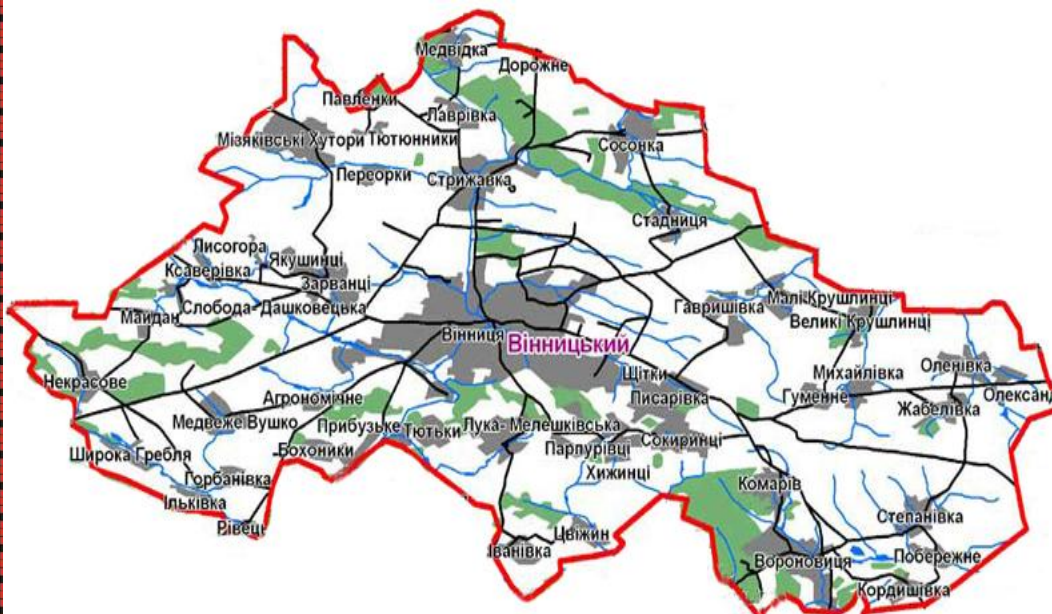 Медвідка
Дорожне
Павленки
Лаврівка
Мізяківські Хутори
Тютюнники
Сосонка
Переорки
Стрижавка
Стадниця
Лисогора
Якушинці
Ксаверівка
Зарванці
Слобода-Дашковецька
Майдан
Гавришівка
Малі Крушлинці
Великі Крушлинці
Вінниця
Вінницький
Щітки
Михайлівка
Оленівка
Некрасове
Агрономічне
Писарівка
Гуменне
Жабелівка
Олексан
Медвеже Вушко
Прибузьке
Тютьки
Лука-Мелешківська
Бохоники
Парпурівці
Сокиринці
Широка Гребля
Хижинці
Горбанівка
Комарів
Ільківка
Рівець
Цвіжин
Степанівка
Іванівка
Вороновиця
Побережне
Кордишівка